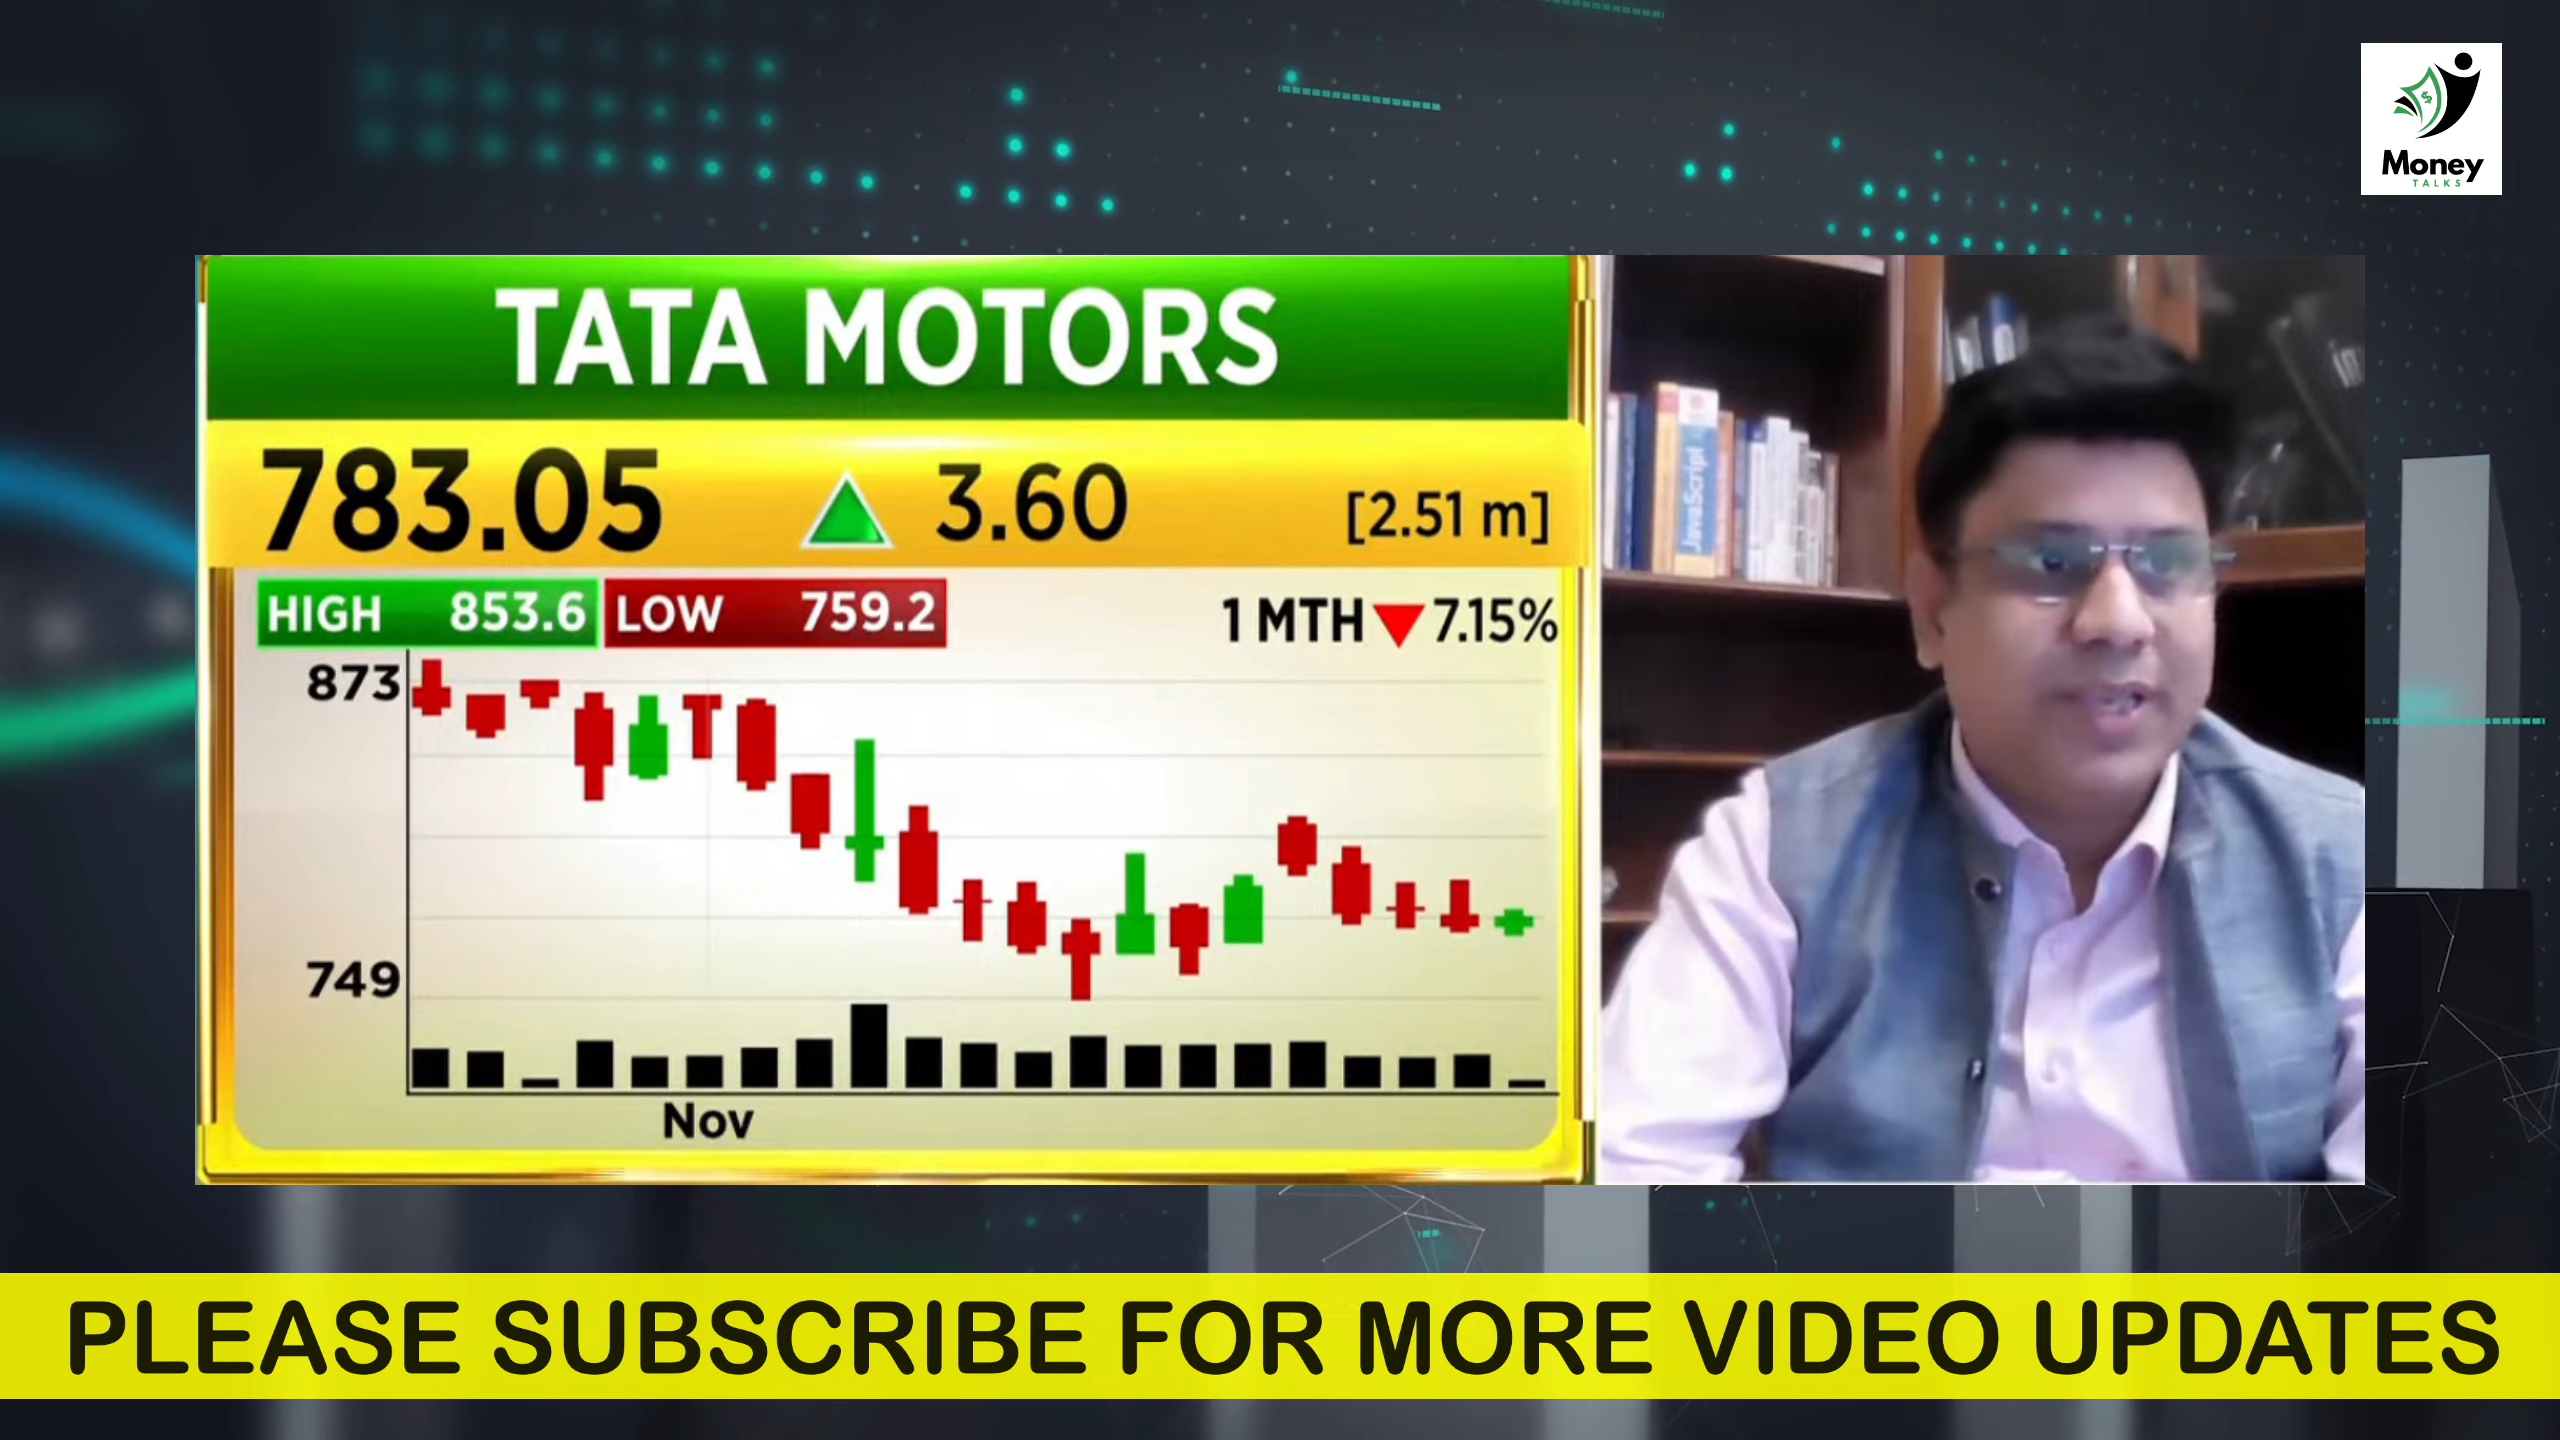 Money
TALKS
TATA MOTORS
783.05 3.60 [2.51 m]
HIGH 853.6 LOW 759.2 1 MTH 7.15%
873
749
Nov
JavaScript
PLEASE SUBSCRIBE FOR MORE VIDEO UPDATES